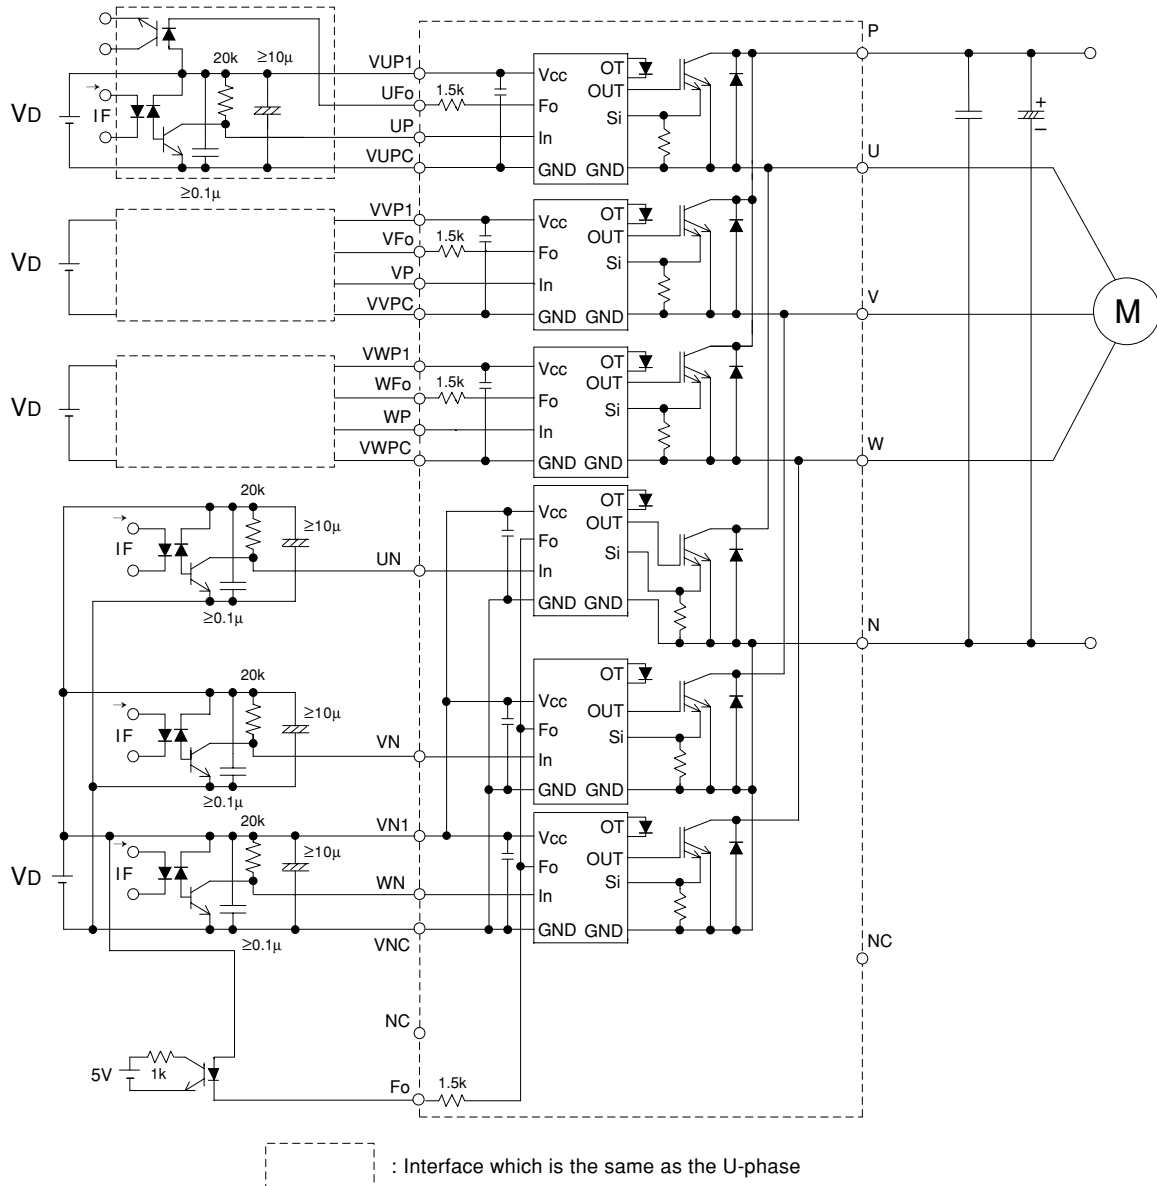 P
20k
≥10μ
VUP1
Vcc
OT
UFo
1.5k
OUT
VD
IF
Fo
Si
UP
In
VUPC
GND GND
U
≥0.1μ
VVP1
Vcc
OT
VFo
1.5k
OUT
VD
Fo
Si
VP
In
VVPC
GND GND
V
M
VWP1
Vcc
OT
WFo
1.5k
OUT
VD
Fo
Si
WP
In
VWPC
GND GND
W
20k
≥10μ
Vcc
OT
OUT
IF
Fo
Si
UN
In
GND GND
≥0.1μ
N
20k
≥10μ
Vcc
OT
OUT
IF
Fo
Si
VN
In
GND GND
≥0.1μ
20k
VN1
Vcc
OT
≥10μ
OUT
VD
IF
Fo
Si
WN
In
GND GND
≥0.1μ
VNC
NC
NC
5V
1k
Fo
1.5k
+
–
: Interface which is the same as the U-phase